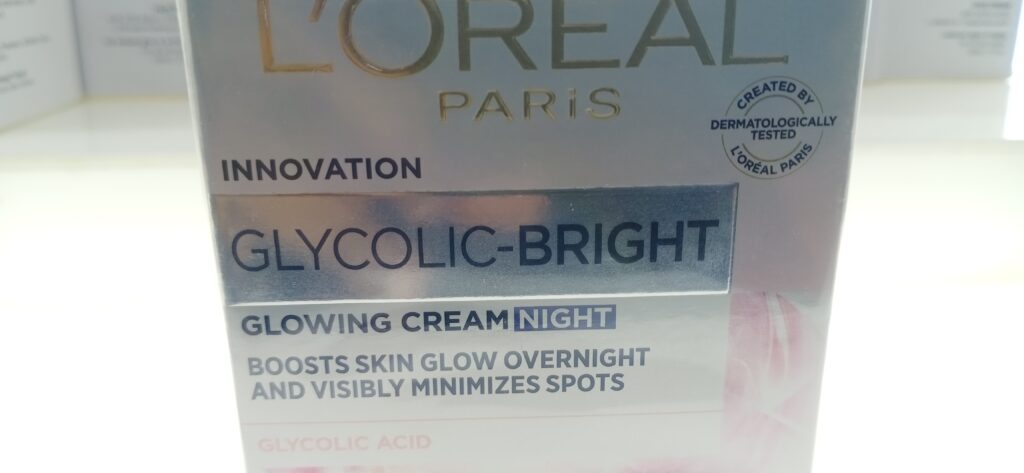 L'ORÉAL
PARiS
CREATED BY
DERMATOLOGICALLY
TESTED
L'ORÉAL PARIS
INNOVATION
GLYCOLIC-BRIGHT
GLOWING CREAM NIGHT
BOOSTS SKIN GLOW OVERNIGHT
AND VISIBLY MINIMIZES SPOTS
GLYCOLIC ACID